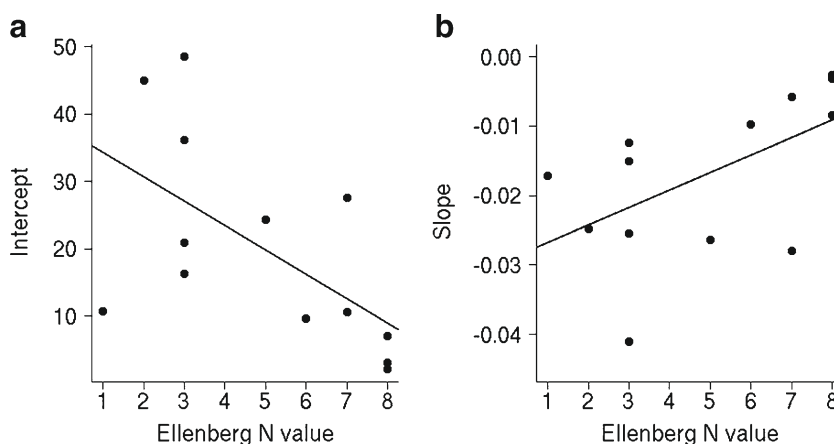 a
b
50
40
30
20
10
Intercept
1 2 3 4 5 6 7 8
Ellenberg N value
0.00
-0.01
-0.02
-0.03
-0.04
Slope
1 2 3 4 5 6 7 8
Ellenberg N value